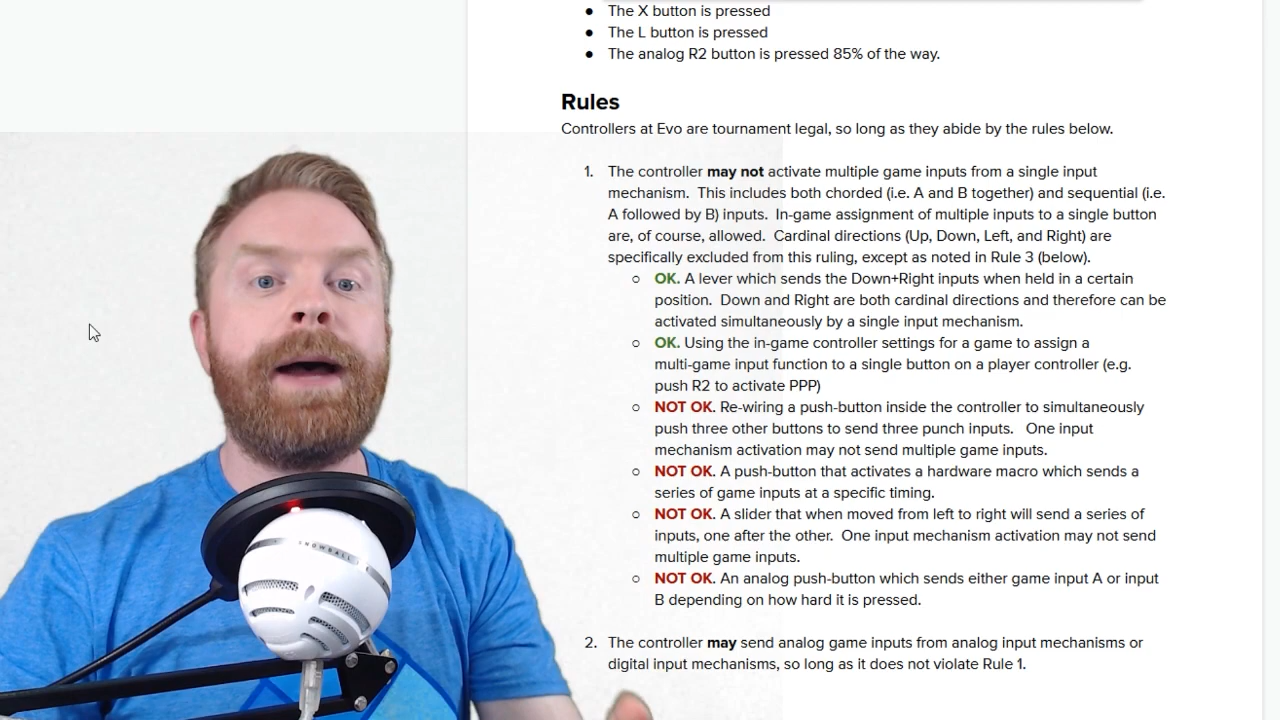 ● The X button is pressed
● The L button is pressed
● The analog R2 button is pressed 85% of the way.
Rules
Controllers at Evo are tournament legal, so long as they abide by the rules below.
1. The controller may not activate multiple game inputs from a single input
mechanism. This includes both chorded (i.e. A and B together) and sequential (i.e.
A followed by B) inputs. In-game assignment of multiple inputs to a single button
are, of course, allowed. Cardinal directions (Up, Down, Left, and Right) are
specifically excluded from this ruling, except as noted in Rule 3 (below).
○ OK. A lever which sends the Down+Right inputs when held in a certain
position. Down and Right are both cardinal directions and therefore can be
activated simultaneously by a single input mechanism.
○ OK. Using the in-game controller settings for a game to assign a
multi-game input function to a single button on a player controller (e.g.
push R2 to activate PPP)
○ NOT OK. Re-wiring a push-button inside the controller to simultaneously
push three other buttons to send three punch inputs. One input
mechanism activation may not send multiple game inputs.
○ NOT OK. A push-button that activates a hardware macro which sends a
series of game inputs at a specific timing.
○ NOT OK. A slider that when moved from left to right will send a series of
inputs, one after the other. One input mechanism activation may not send
multiple game inputs.
○ NOT OK. An analog push-button which sends either game input A or input
B depending on how hard it is pressed.
2. The controller may send analog game inputs from analog input mechanisms or
digital input mechanisms, so long as it does not violate Rule 1.
SNOWBALL